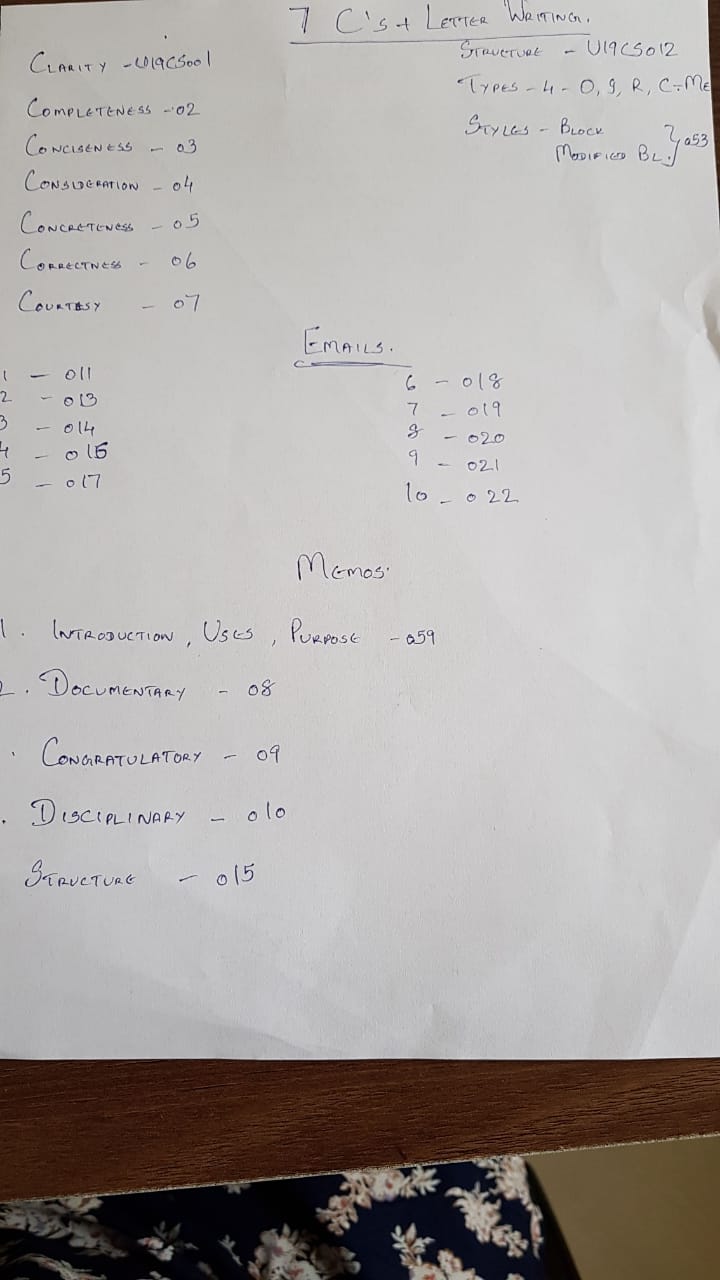 7 C's + LETTER WRITING.
CLARITY - U19CS001
COMPLETENESS - 02
CONCISENESS - 03
CONSIDERATION - 04
CONCRETENESS - 05
CORRECTNESS - 06
COURTESY - 07
STRUCTURE - U19CS012
TYPES - 4 - O, I, R, C - ME
STYLES - BLOCK
MODIFIED BL. } 053
EMAILS.
1 - 011
2 - 013
3 - 014
4 - 016
5 - 017
6 - 018
7 - 019
8 - 020
9 - 021
10 - 022
MEMOS.
1. INTRODUCTION, USES, PURPOSE - 059
2. DOCUMENTARY - 08
. CONGRATULATORY - 09
. DISCIPLINARY - 010
STRUCTURE - 015